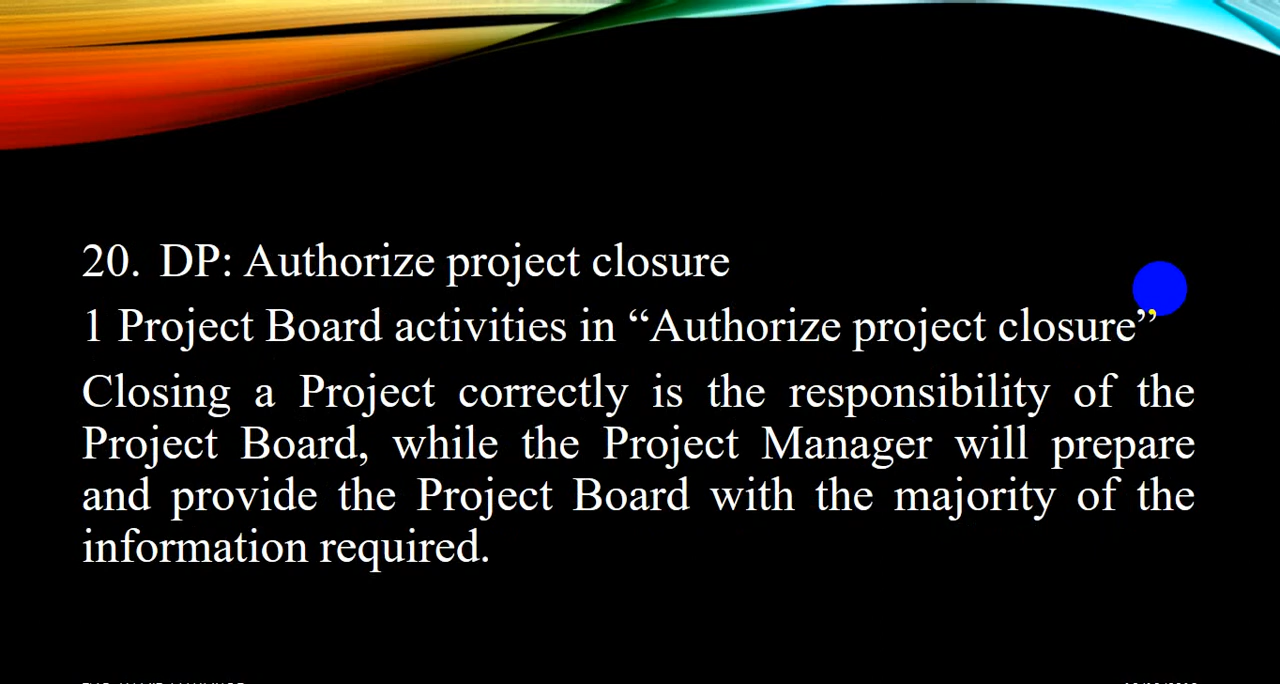 20. DP: Authorize project closure
1 Project Board activities in “Authorize project closure”
Closing a Project correctly is the responsibility of the
Project Board, while the Project Manager will prepare
and provide the Project Board with the majority of the
information required.